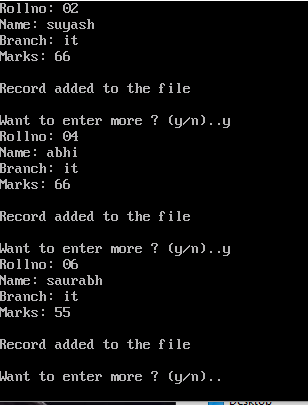 Rollno: 02
Name: suyash
Branch: it
Marks: 66
Record added to the file
Want to enter more ? (y/n)..y
Rollno: 04
Name: abhi
Branch: it
Marks: 66
Record added to the file
Want to enter more ? (y/n)..y
Rollno: 06
Name: saurabh
Branch: it
Marks: 55
Record added to the file
Want to enter more ? (y/n)..
Desktop